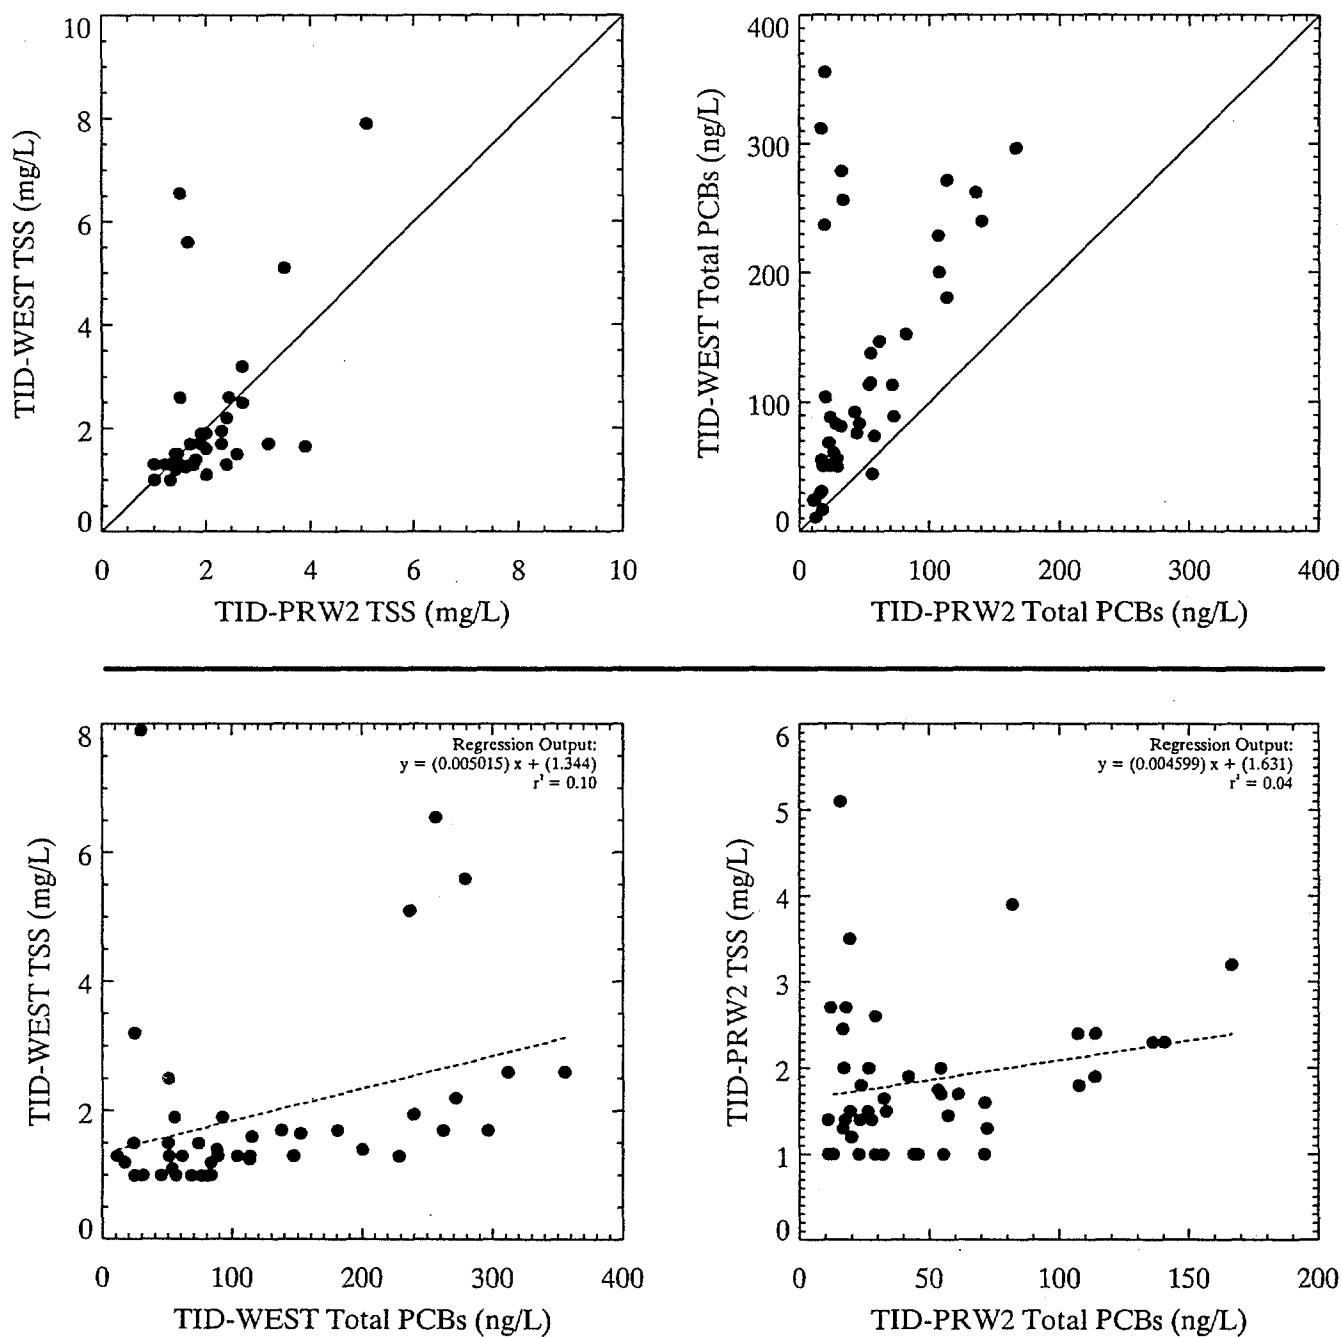 10
8
6
4
2
0
TID-WEST TSS (mg/L)
0 2 4 6 8 10
TID-PRW2 TSS (mg/L)
400
300
200
100
0
TID-WEST Total PCBs (ng/L)
0 100 200 300 400
TID-PRW2 Total PCBs (ng/L)
8
6
4
2
0
TID-WEST TSS (mg/L)
Regression Output:
y = (0.005015) x + (1.344)
r² = 0.10
0 100 200 300 400
TID-WEST Total PCBs (ng/L)
6
5
4
3
2
1
0
TID-PRW2 TSS (mg/L)
Regression Output:
y = (0.004599) x + (1.631)
r² = 0.04
0 50 100 150 200
TID-PRW2 Total PCBs (ng/L)